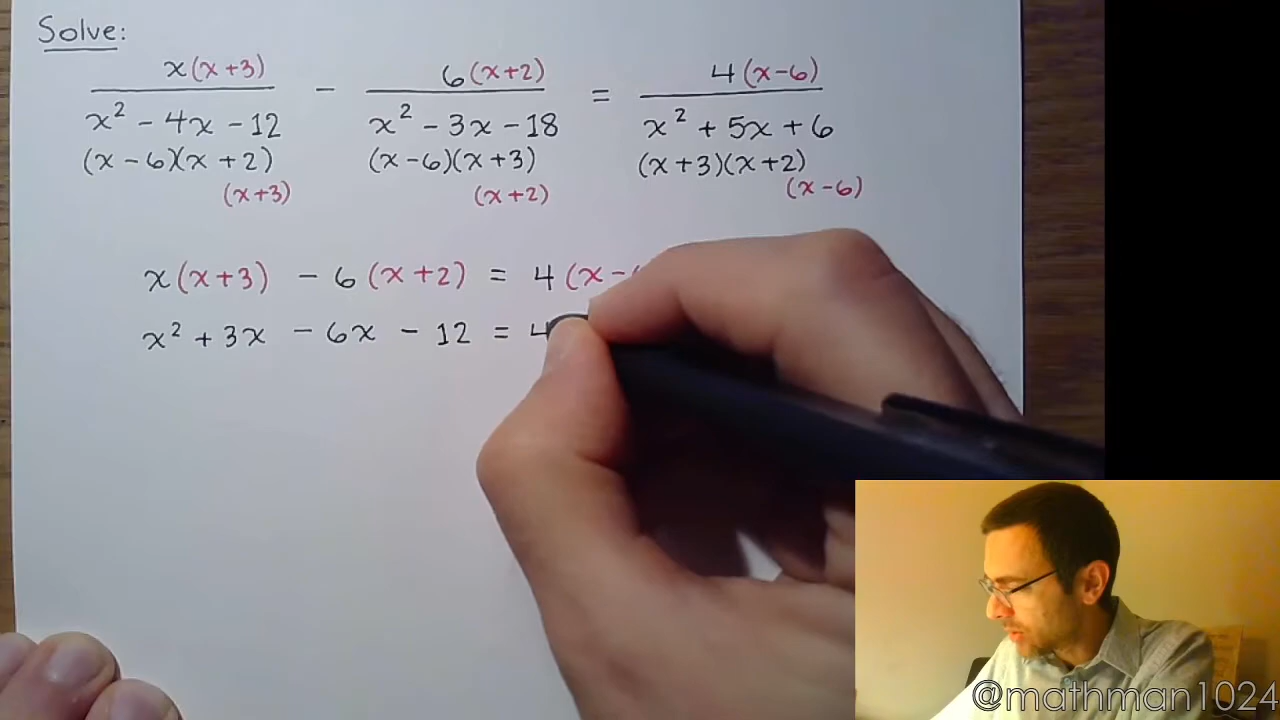 Solve:
x(x+3) 6(x+2) 4(x-6)
x² - 4x - 12 - x² - 3x - 18 = x² + 5x + 6
(x - 6)(x + 2) (x - 6)(x + 3) (x + 3)(x + 2)
(x+3) (x+2) (x-6)
x(x+3) - 6(x+2) = 4(x-
x² + 3x - 6x - 12 = 4
@mathman1024